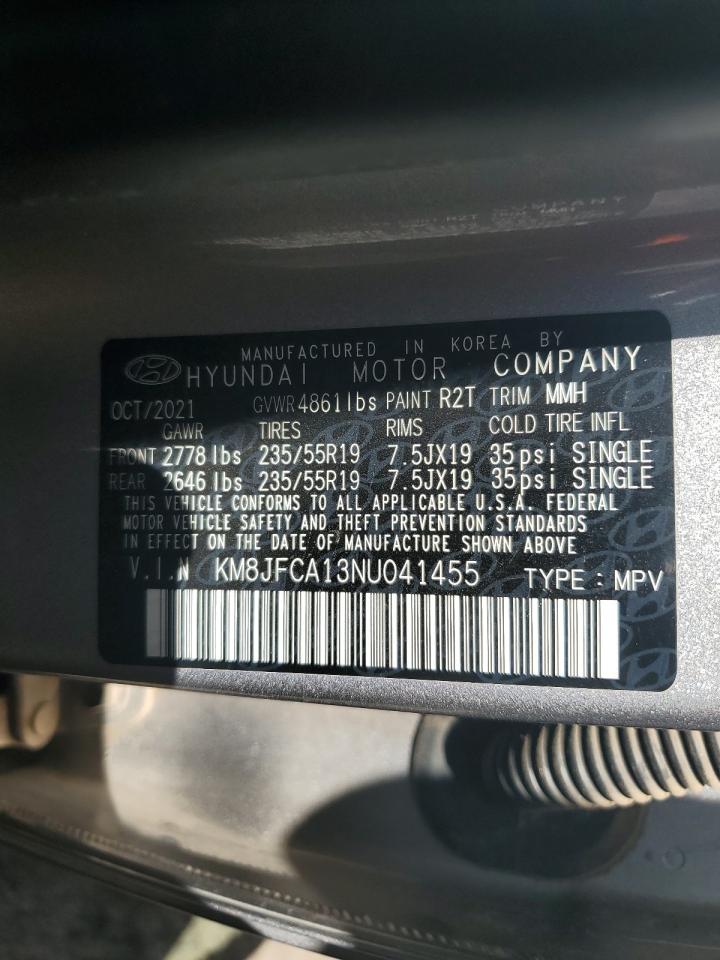 MANUFACTURED IN KOREA BY
HYUNDAI MOTOR COMPANY
OCT/2021 GVWR 4861lbs PAINT R2T TRIM MMH
GAWR TIRES RIMS COLD TIRE INFL
FRONT 2778 lbs 235/55R19 7.5JX19 35psi SINGLE
REAR 2646 lbs 235/55R19 7.5JX19 35psi SINGLE
THIS VEHICLE CONFORMS TO ALL APPLICABLE U.S.A. FEDERAL
MOTOR VEHICLE SAFETY AND THEFT PREVENTION STANDARDS
IN EFFECT ON THE DATE OF MANUFACTURE SHOWN ABOVE
V.I.N KM8JFCA13NU041455 TYPE : MPV